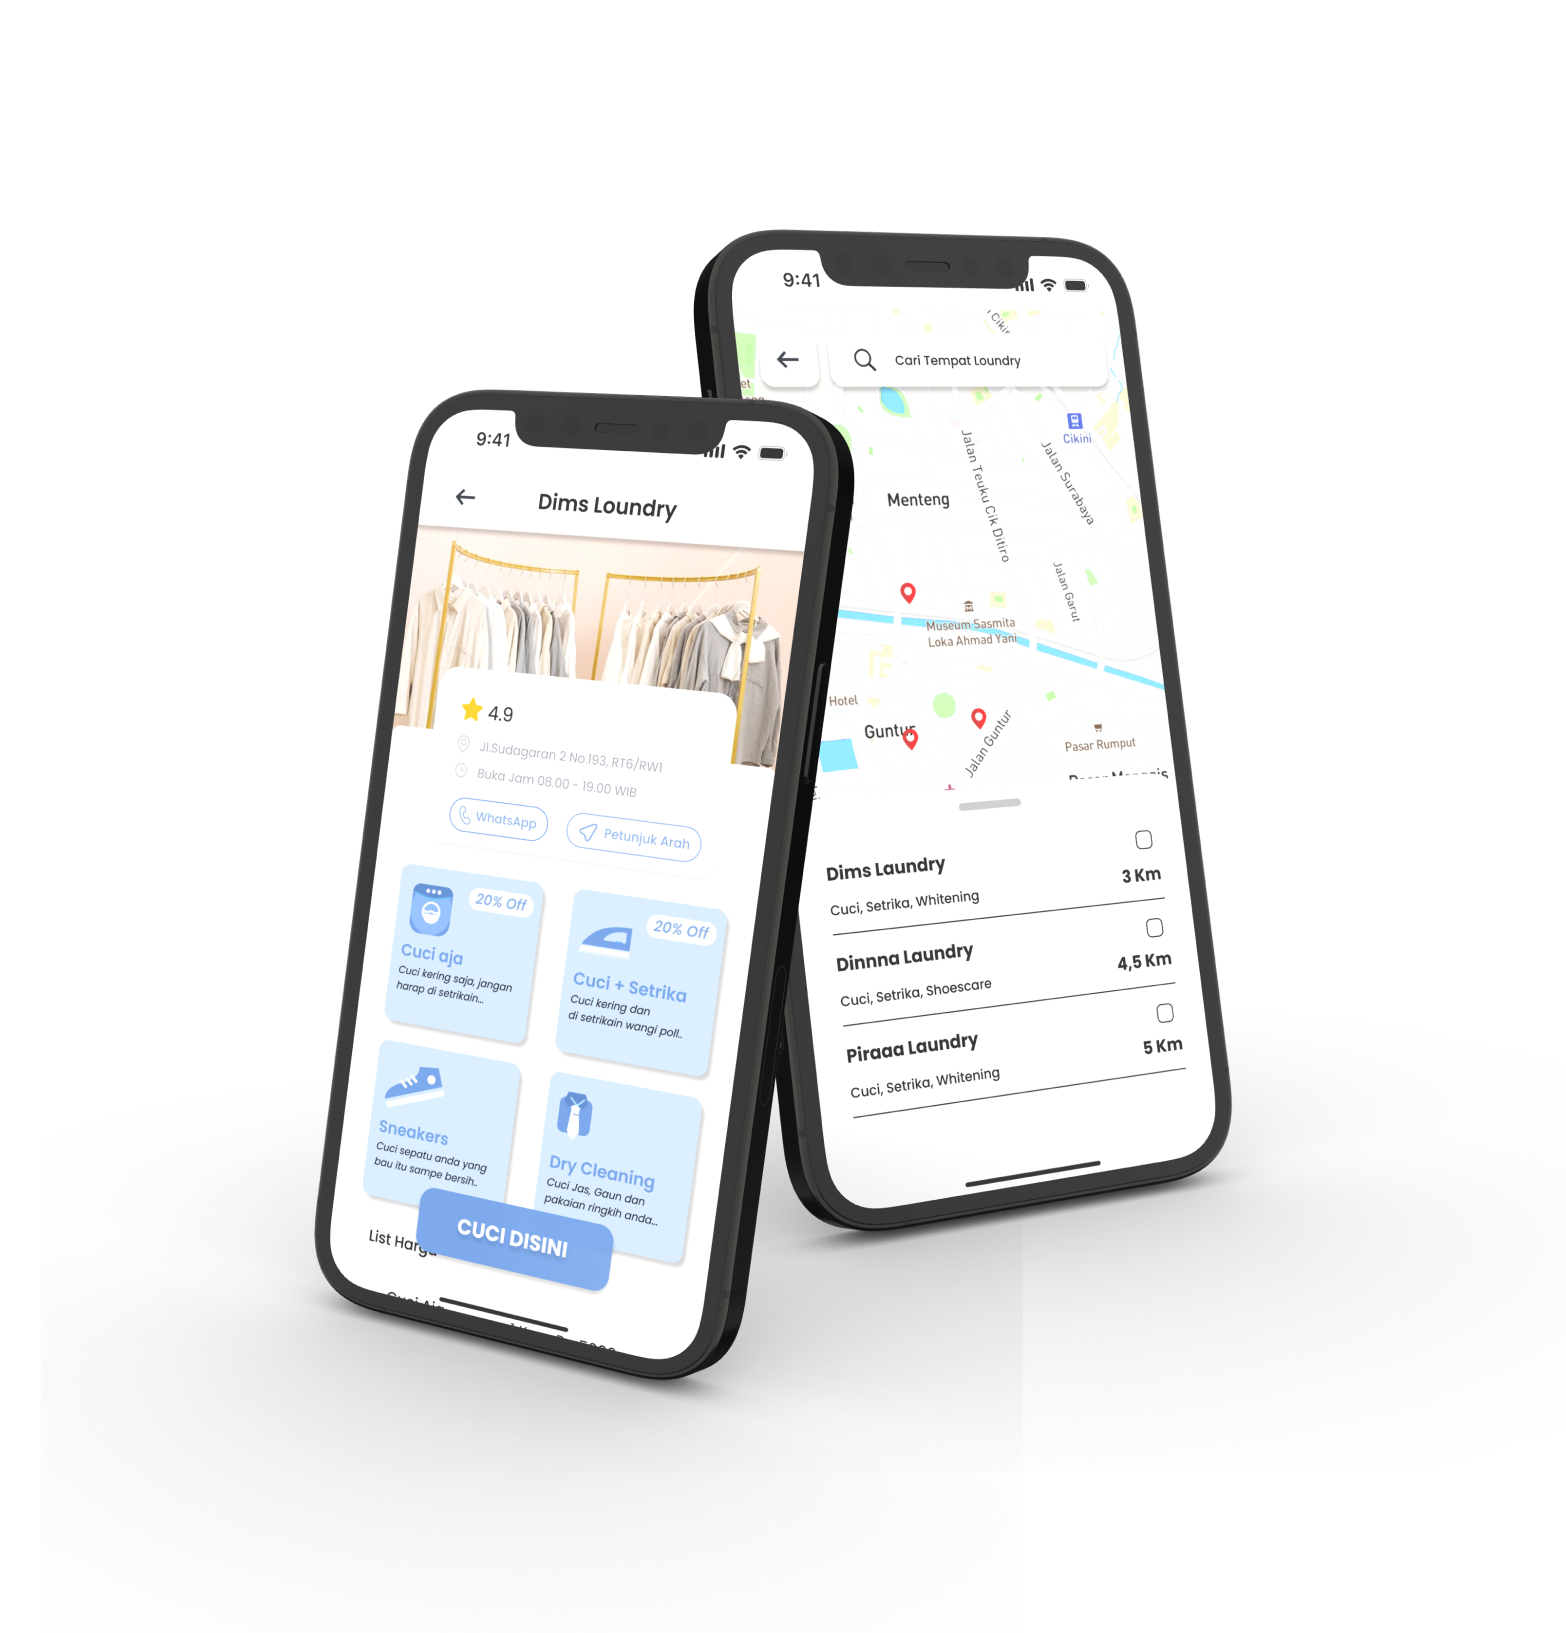 9:41
Dims Loundry
4.9
Jl.Sudagaran 2 No.193, RT6/RW1
Buka Jam 08.00 - 19.00 WIB
WhatsApp
Petunjuk Arah
20% Off
Cuci aja
Cuci kering saja, jangan
harap di setrikain...
20% Off
Cuci + Setrika
Cuci kering dan
di setrikain wangi poll..
Sneakers
Cuci sepatu anda yang
bau itu sampe bersih..
Dry Cleaning
Cuci Jas, Gaun dan
pakaian ringkih anda...
CUCI DISINI
List Harga
Cuci Aja
9:41
Cari Tempat Loundry
Cikini
Jalan Teuku Cik Ditiro
Jalan Surabaya
Menteng
Jalan Garut
Museum Sasmita
Loka Ahmad Yani
Hotel
Guntur
Jalan Guntur
Pasar Rumput
Dims Laundry
3 Km
Cuci, Setrika, Whitening
Dinnna Laundry
4,5 Km
Cuci, Setrika, Shoescare
Piraaa Laundry
5 Km
Cuci, Setrika, Whitening